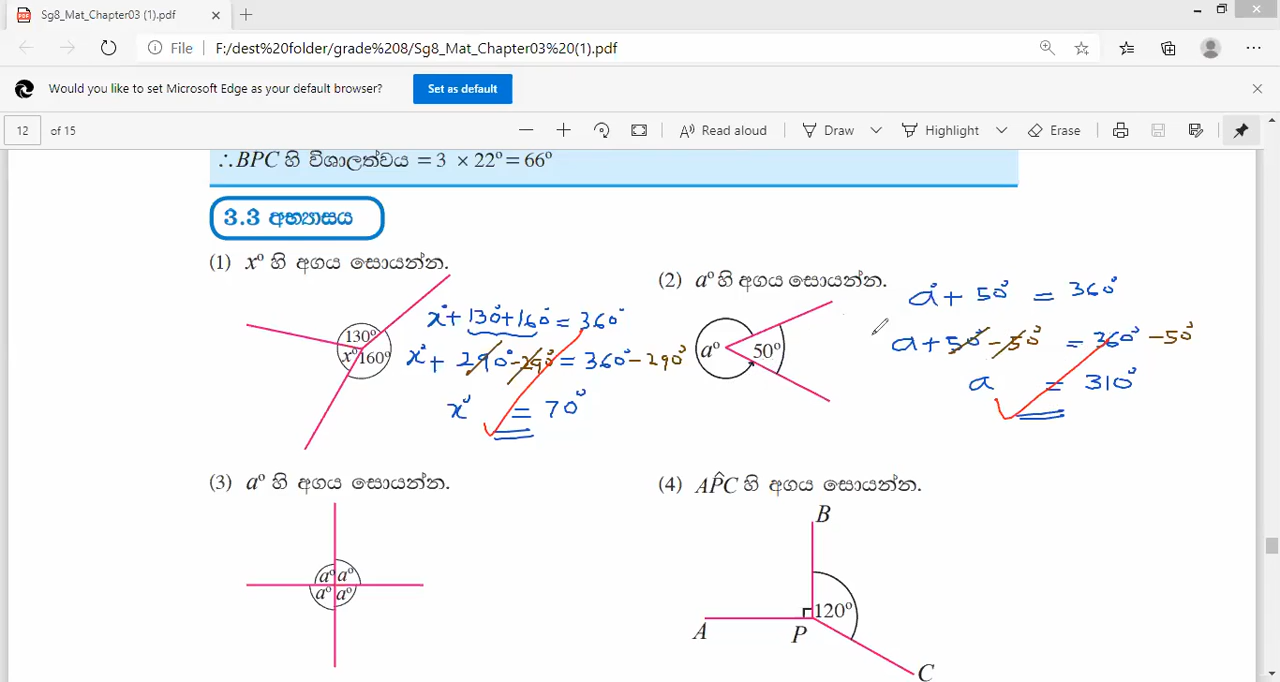 Sg8_Mat_Chapter03 (1).pdf
File F:/dest%20folder/grade%208/Sg8_Mat_Chapter03%20(1).pdf
Would you like to set Microsoft Edge as your default browser? Set as default
12 of 15 Read aloud Draw Highlight Erase
∴BPC හි විශාලත්වය = 3 × 22° = 66°
3.3 අභ්‍යාසය
(1) x° හි අගය සොයන්න.
130°
x°
160°
x° + 130° + 160° = 360°
x° + 290° - 290° = 360° - 290°
x° = 70°
(2) a° හි අගය සොයන්න.
a°
50°
a° + 50° = 360°
a + 50° - 50° = 360° - 50°
a = 310°
(3) a° හි අගය සොයන්න.
a° a°
a° a°
(4) AP̂C හි අගය සොයන්න.
B
120°
A P
C